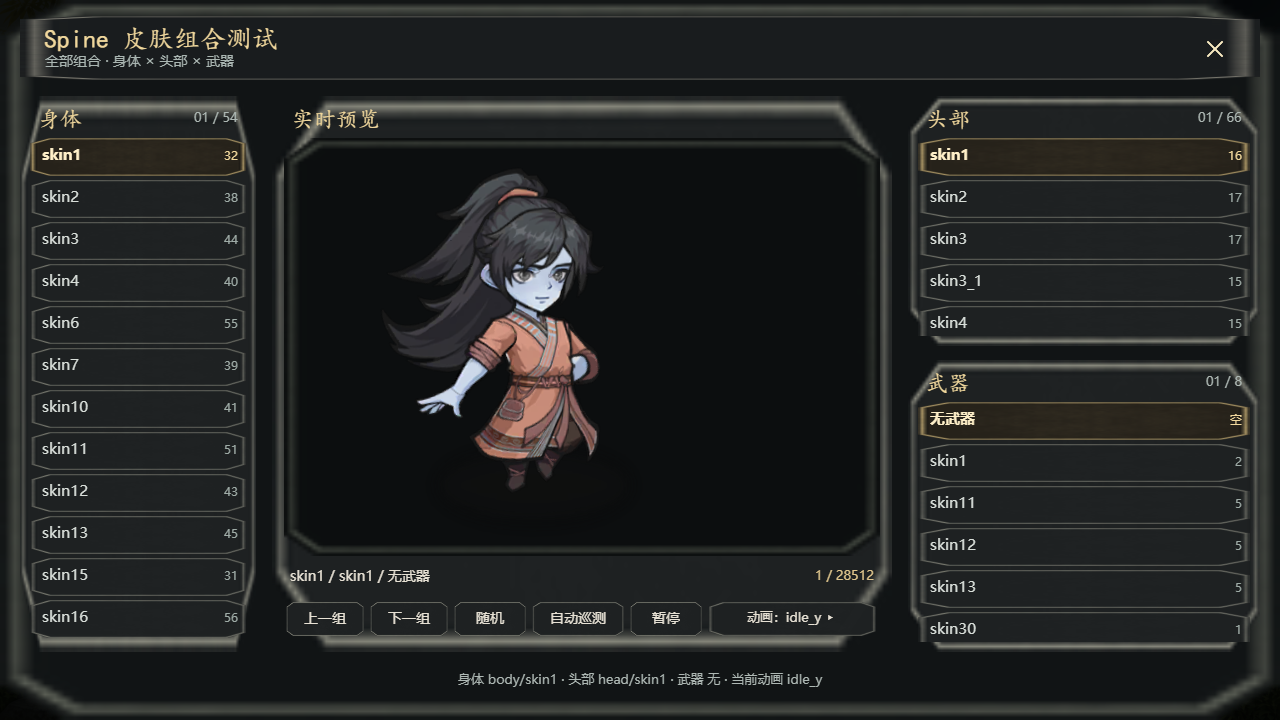 Spine 皮肤组合测试
全部组合 · 身体 × 头部 × 武器
身体 01 / 54
skin1 32
skin2 38
skin3 44
skin4 40
skin6 55
skin7 39
skin10 41
skin11 51
skin12 43
skin13 45
skin15 31
skin16 56
实时预览
skin1 / skin1 / 无武器 1 / 28512
上一组 下一组 随机 自动巡测 暂停 动画：idle_y ▸
头部 01 / 66
skin1 16
skin2 17
skin3 17
skin3_1 15
skin4 15
武器 01 / 8
无武器 空
skin1 2
skin11 5
skin12 5
skin13 5
skin30 1
身体 body/skin1 · 头部 head/skin1 · 武器 无 · 当前动画 idle_y